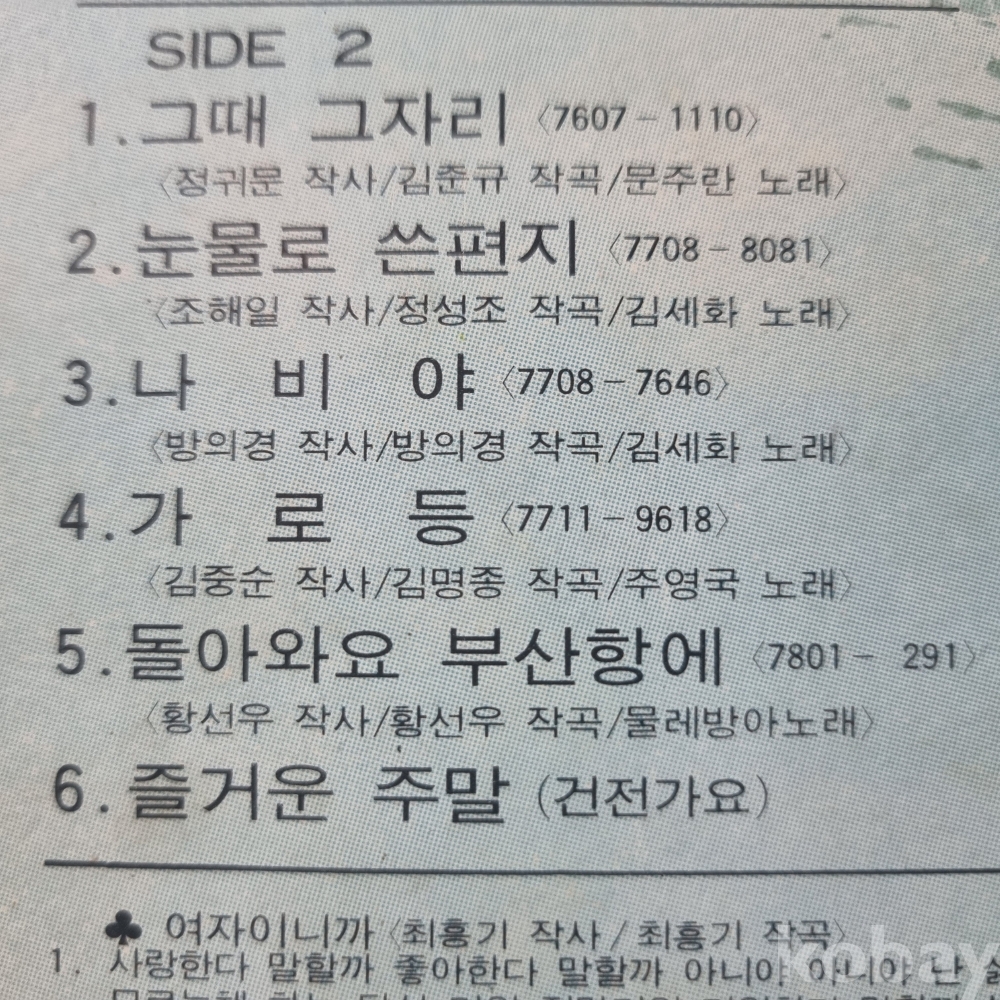 SIDE 2
1. 그때 그자리 〈7607－1110〉
〈정귀문 작사/김준규 작곡/문주란 노래〉
2. 눈물로 쓴편지 〈7708－8081〉
〈조해일 작사/정성조 작곡/김세화 노래〉
3. 나 비 야 〈7708－7646〉
〈방의경 작사/방의경 작곡/김세화 노래〉
4. 가 로 등 〈7711－9618〉
〈김중순 작사/김명종 작곡/주영국 노래〉
5. 돌아와요 부산항에 〈7801－ 291〉
〈황선우 작사/황선우 작곡/물레방아노래〉
6. 즐거운 주말 (건전가요)
♣ 여자이니까 〈최흥기 작사/최흥기 작곡〉
1. 사랑한다 말할까 좋아한다 말할까 아니야 아니야 난
kobay